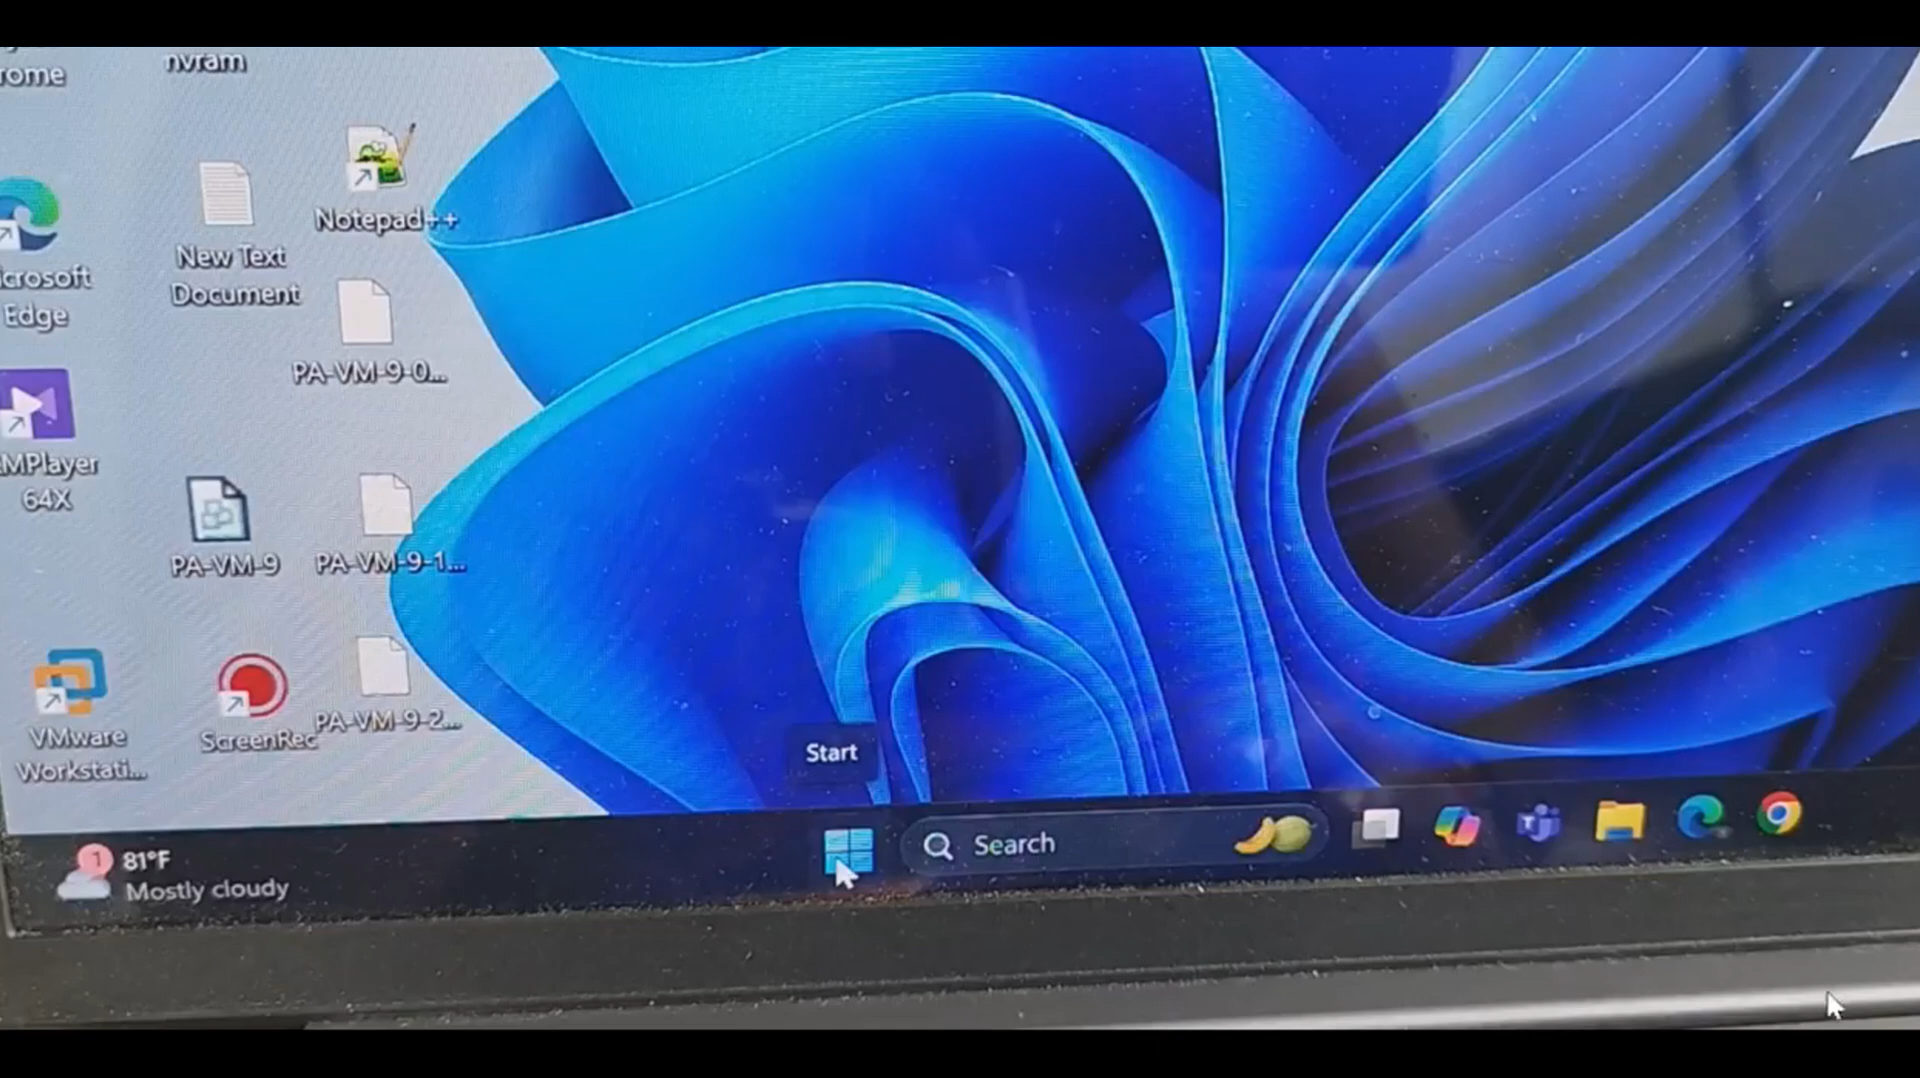 rome
nvram
Notepad++
New Text
Document
crosoft
Edge
PA-VM-9-0...
MPlayer
64X
PA-VM-9
PA-VM-9-1...
VMware
Workstati...
ScreenRec
PA-VM-9-2...
Start
1
81°F
Mostly cloudy
Search
T